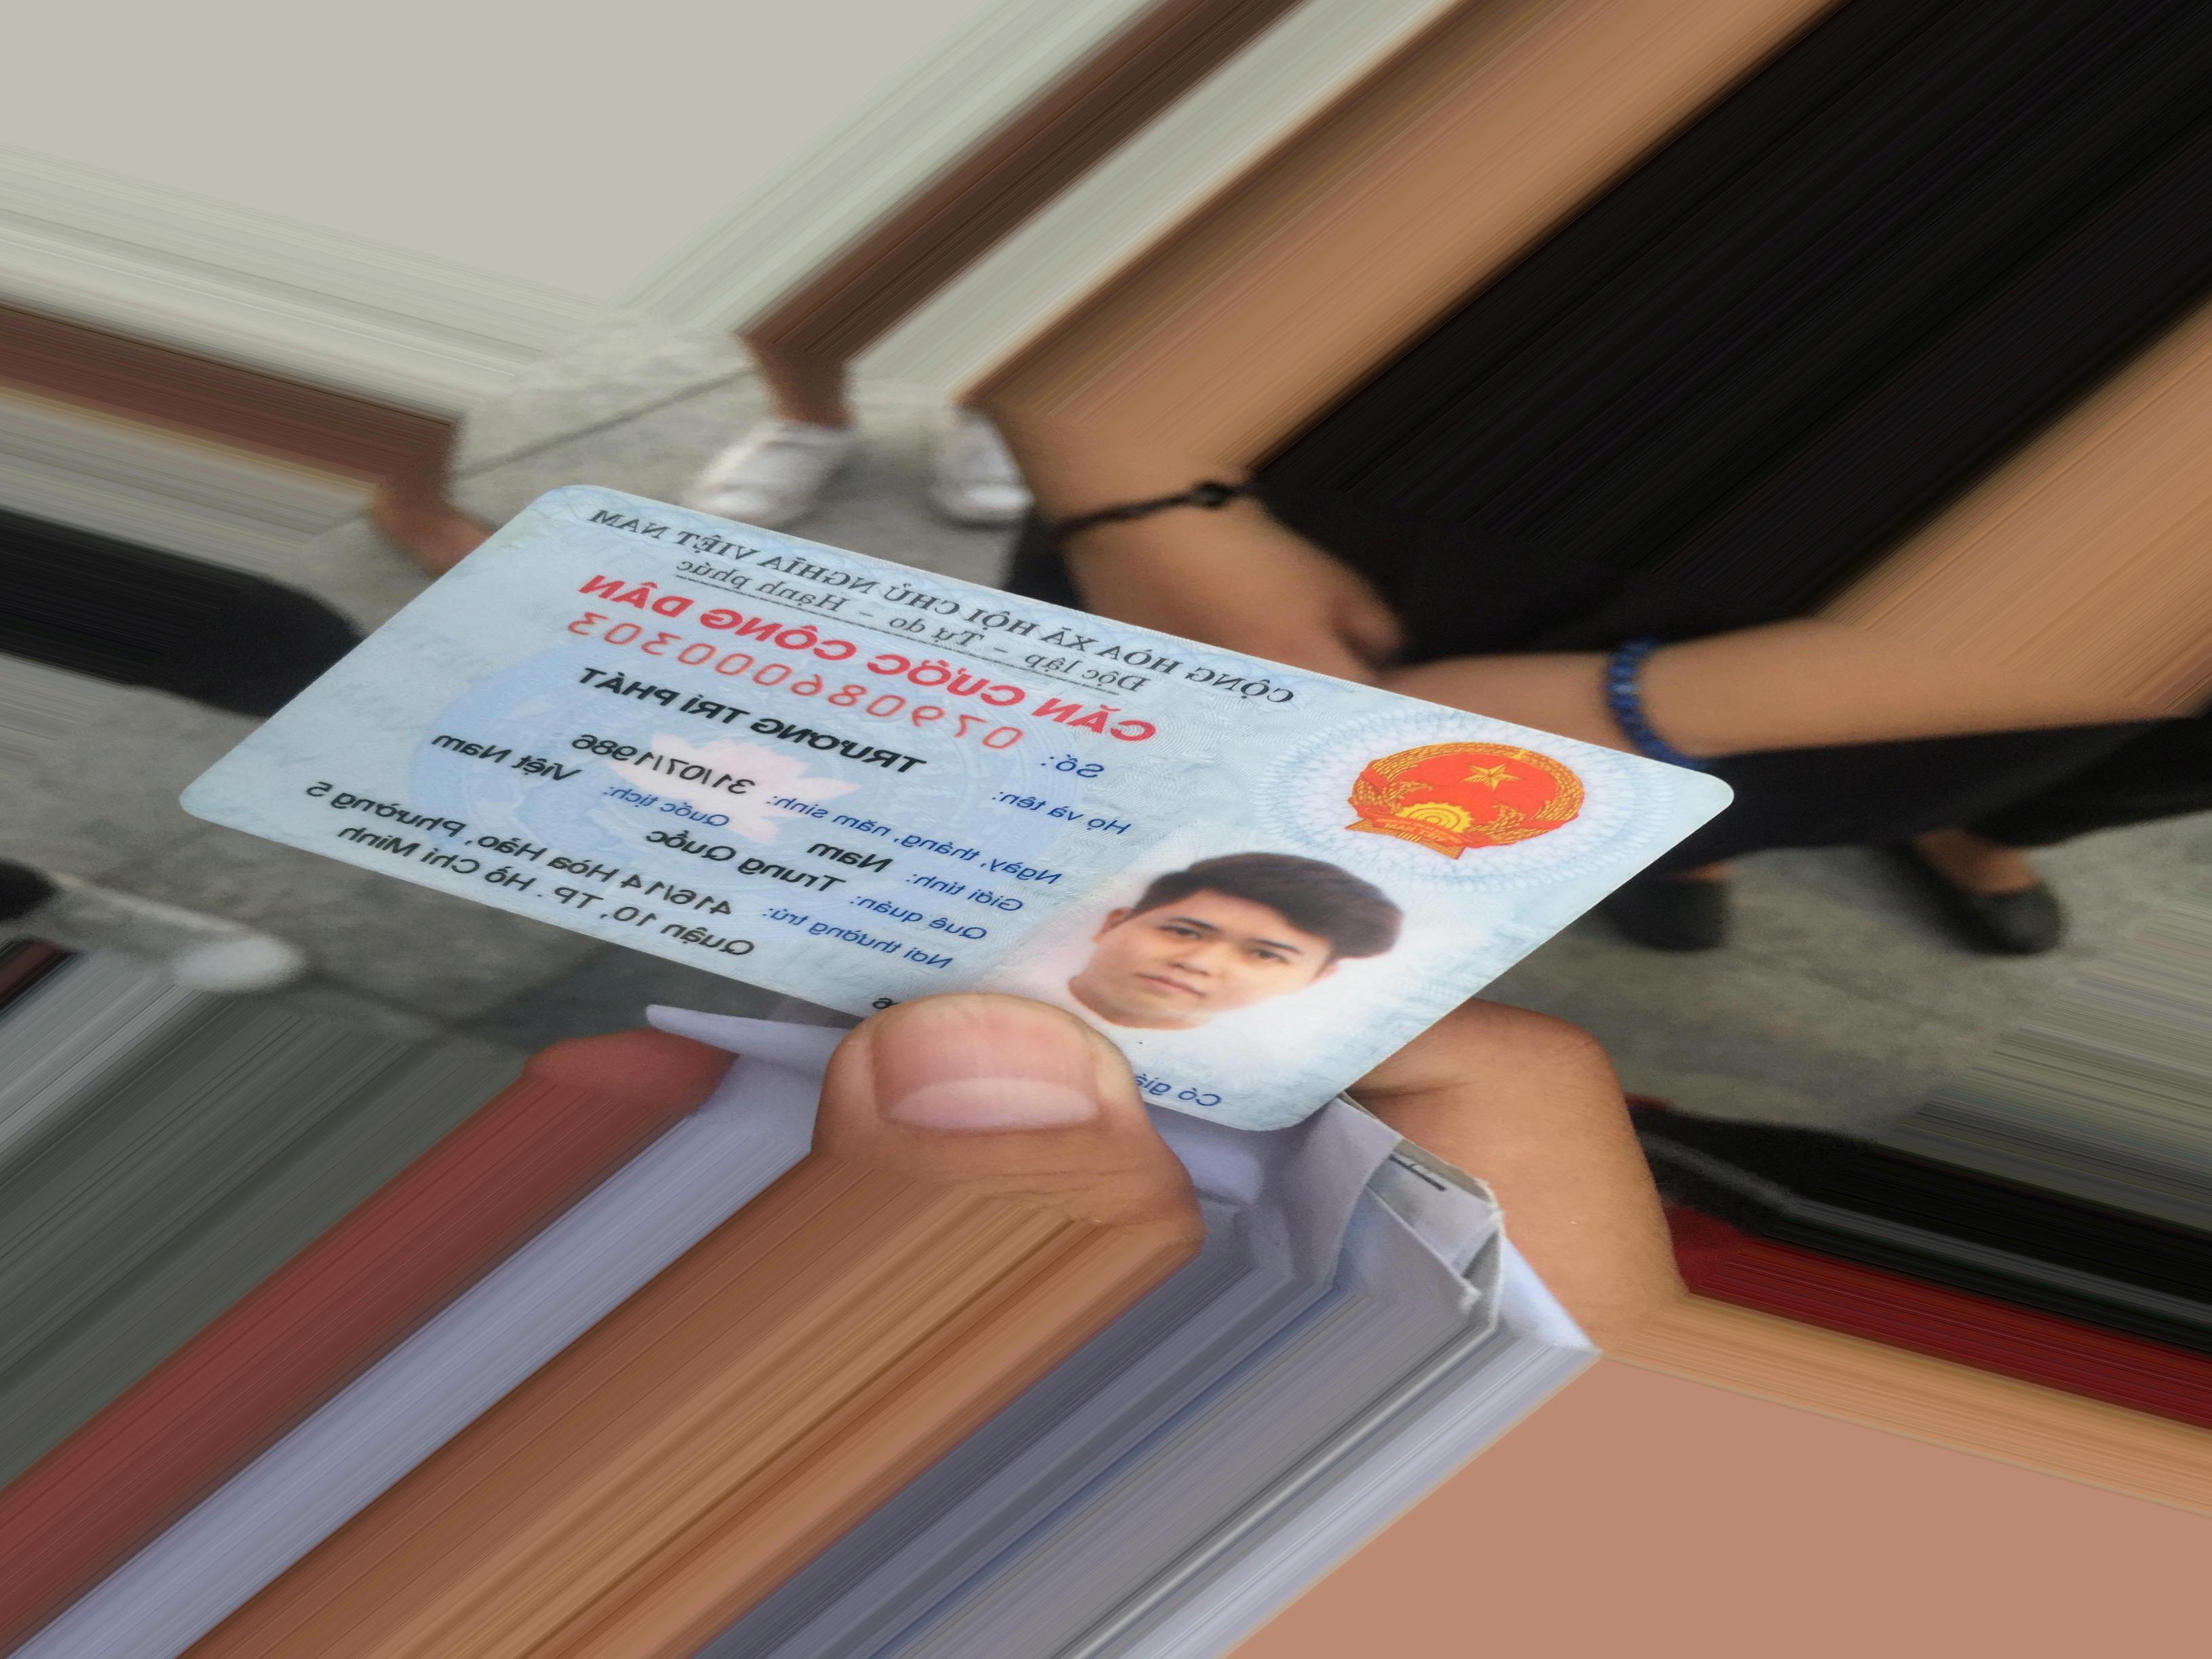 CỘNG HÒA XÃ HỘI CHỦ NGHĨA VIỆT NAM
Độc lập – Tự do – Hạnh phúc
CĂN CƯỚC CÔNG DÂN
Số: 079086000303
Họ và tên: TRƯƠNG TRÍ PHÁT
Ngày, tháng, năm sinh: 31/07/1986
Giới tính: Nam Quốc tịch: Việt Nam
Quê quán: Trung Quốc
Nơi thường trú: 416/14 Hòa Hảo, Phường 5
Quận 10, TP. Hồ Chí Minh
Có